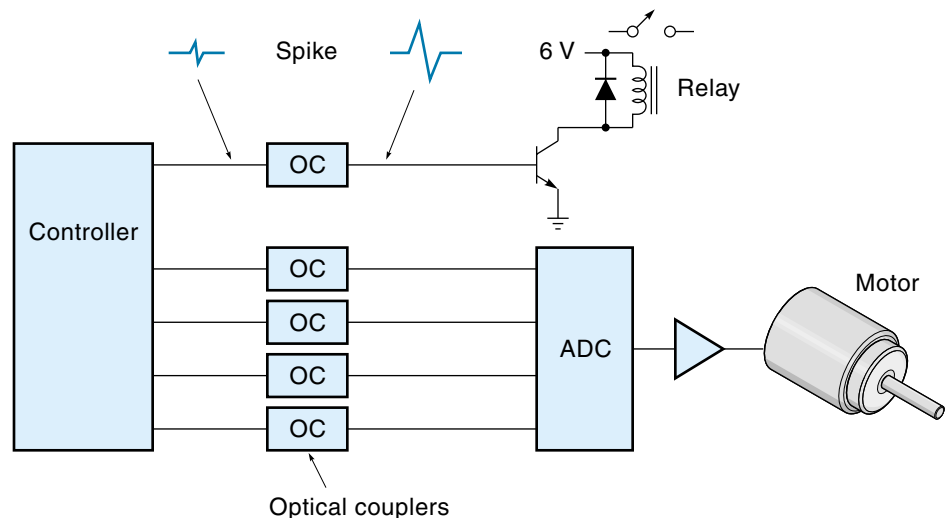 Spike
6 V
Relay
OC
Controller
OC
OC
OC
OC
ADC
Motor
Optical couplers